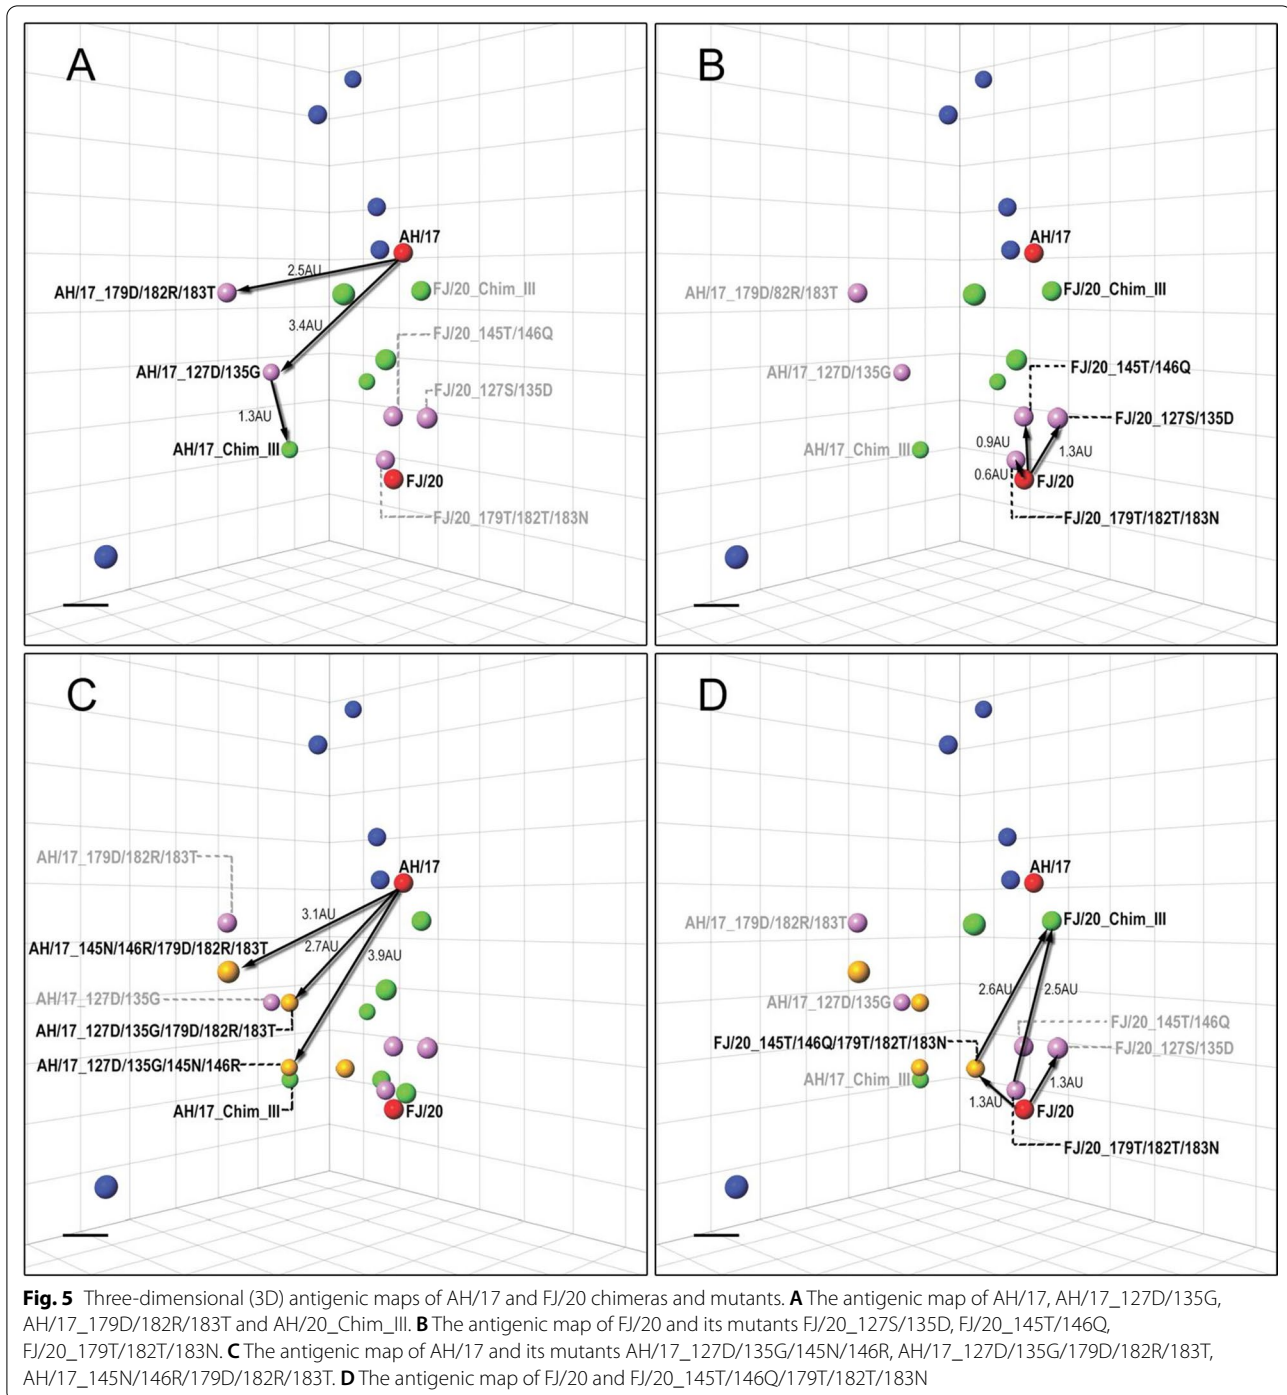 A
AH/17
2.5AU
AH/17_179D/182R/183T
FJ/20_Chim_III
3.4AU
FJ/20_145T/146Q
AH/17_127D/135G
FJ/20_127S/135D
1.3AU
AH/17_Chim_III
FJ/20
FJ/20_179T/182T/183N
B
AH/17
AH/17_179D/82R/183T
FJ/20_Chim_III
FJ/20_145T/146Q
AH/17_127D/135G
FJ/20_127S/135D
0.9AU
1.3AU
AH/17_Chim_III
0.6AU
FJ/20
FJ/20_179T/182T/183N
C
AH/17_179D/182R/183T
AH/17
3.1AU
AH/17_145N/146R/179D/182R/183T
2.7AU
3.9AU
AH/17_127D/135G
AH/17_127D/135G/179D/182R/183T
AH/17_127D/135G/145N/146R
AH/17_Chim_III
FJ/20
D
AH/17
AH/17_179D/182R/183T
FJ/20_Chim_III
2.6AU
2.5AU
AH/17_127D/135G
FJ/20_145T/146Q
FJ/20_145T/146Q/179T/182T/183N
FJ/20_127S/135D
AH/17_Chim_III
1.3AU
1.3AU
FJ/20
FJ/20_179T/182T/183N
Fig. 5 Three-dimensional (3D) antigenic maps of AH/17 and FJ/20 chimeras and mutants. A The antigenic map of AH/17, AH/17_127D/135G,
AH/17_179D/182R/183T and AH/20_Chim_III. B The antigenic map of FJ/20 and its mutants FJ/20_127S/135D, FJ/20_145T/146Q,
FJ/20_179T/182T/183N. C The antigenic map of AH/17 and its mutants AH/17_127D/135G/145N/146R, AH/17_127D/135G/179D/182R/183T,
AH/17_145N/146R/179D/182R/183T. D The antigenic map of FJ/20 and FJ/20_145T/146Q/179T/182T/183N